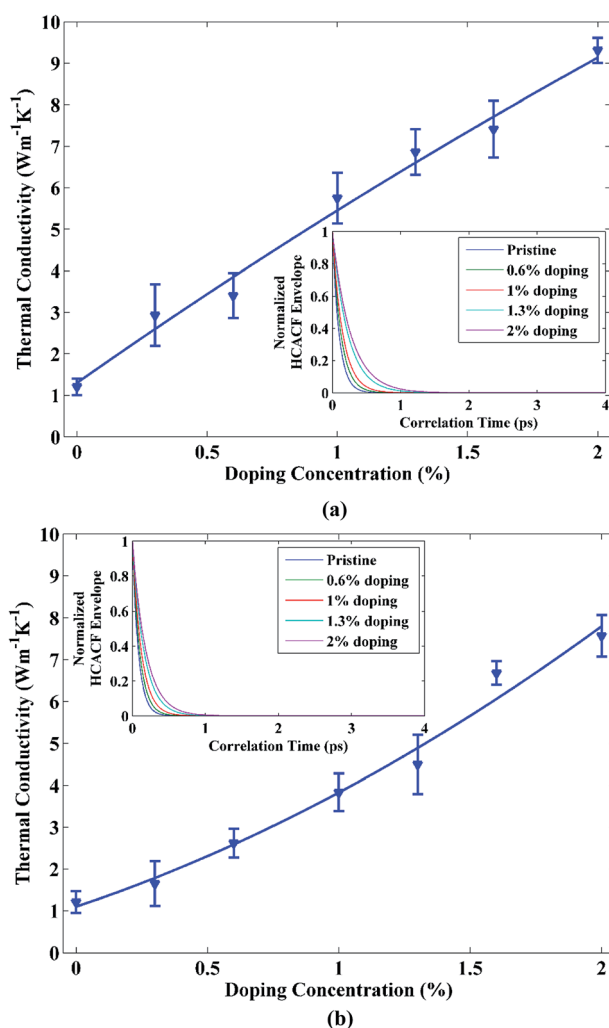 10
9
8
7
6
5
4
3
2
1
0
Thermal Conductivity (Wm⁻¹K⁻¹)
0
0.5
1
1.5
2
Doping Concentration (%)
1
0.8
0.6
0.4
0.2
0
Normalized
HCACF Envelope
Pristine
0.6% doping
1% doping
1.3% doping
2% doping
0
1
2
3
4
Correlation Time (ps)
(a)
10
9
8
7
6
5
4
3
2
1
0
Thermal Conductivity (Wm⁻¹K⁻¹)
1
0.8
0.6
0.4
0.2
0
Normalized
HCACF Envelope
Pristine
0.6% doping
1% doping
1.3% doping
2% doping
0
1
2
3
4
Correlation Time (ps)
0
0.5
1
1.5
2
Doping Concentration (%)
(b)